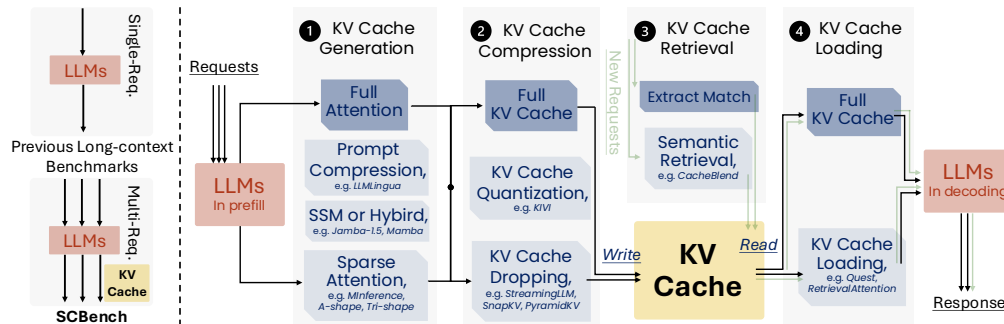 Single-Req.
LLMs
Previous Long-context
Benchmarks
Multi-Req.
LLMs
KV
Cache
SCBench
Requests
LLMs
In prefill
1 KV Cache
Generation
Full
Attention
Prompt
Compression,
e.g. LLMLingua
SSM or Hybird,
e.g. Jamba-1.5, Mamba
Sparse
Attention,
e.g. MInference,
A-shape, Tri-shape
2 KV Cache
Compression
Full
KV Cache
KV Cache
Quantization,
e.g. KIVI
KV Cache
Dropping,
e.g. StreamingLLM,
SnapKV, PyramidKV
3 KV Cache
Retrieval
New Requests
Extract Match
Semantic
Retrieval,
e.g. CacheBlend
Write
KV
Cache
Read
4 KV Cache
Loading
Full
KV Cache
KV Cache
Loading,
e.g. Quest,
RetrievalAttention
LLMs
In decoding
Response